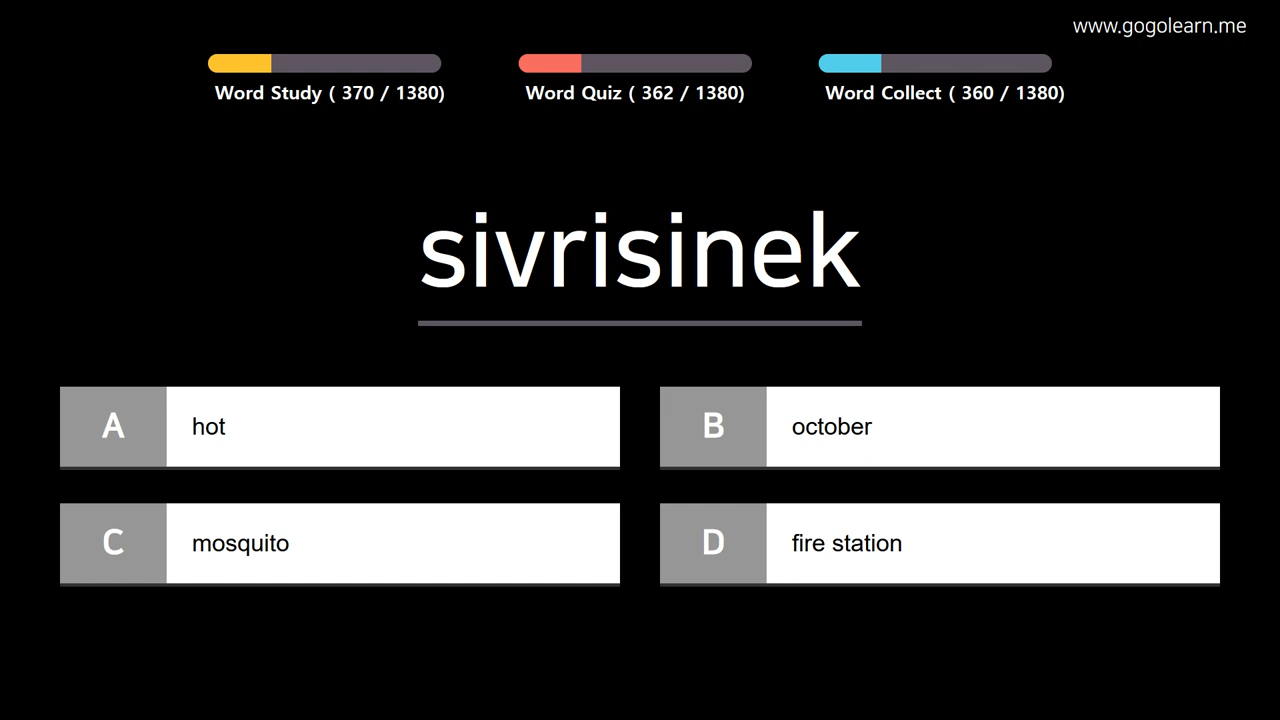 www.gogolearn.me
Word Study ( 370 / 1380)
Word Quiz ( 362 / 1380)
Word Collect ( 360 / 1380)
sivrisinek
A hot
B october
C mosquito
D fire station